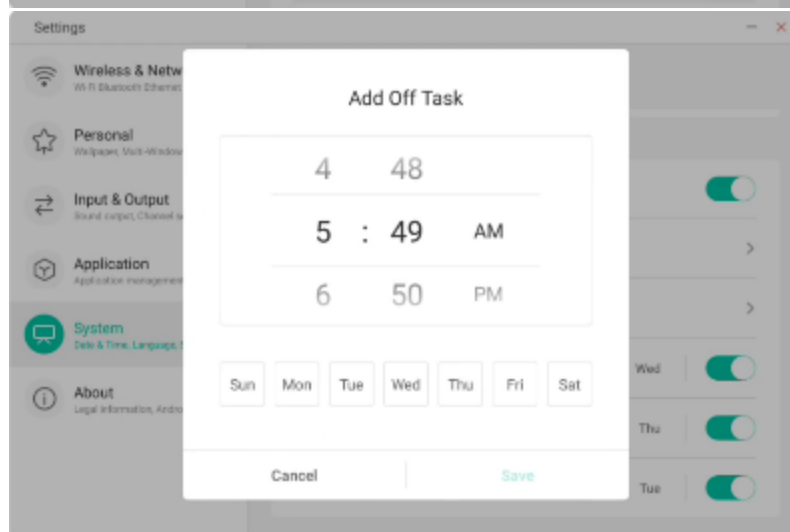 Settings
Wireless & Netw
Wi-Fi Bluetooth Ethernet
Personal
Wallpaper, Multi-Window
Input & Output
Sound output, Channel
Application
Application management
System
Date & Time, Language,
About
Legal Information, Andro
Add Off Task
4 48
5 : 49 AM
6 50 PM
Sun Mon Tue Wed Thu Fri Sat
Cancel Save
Wed
Thu
Tue